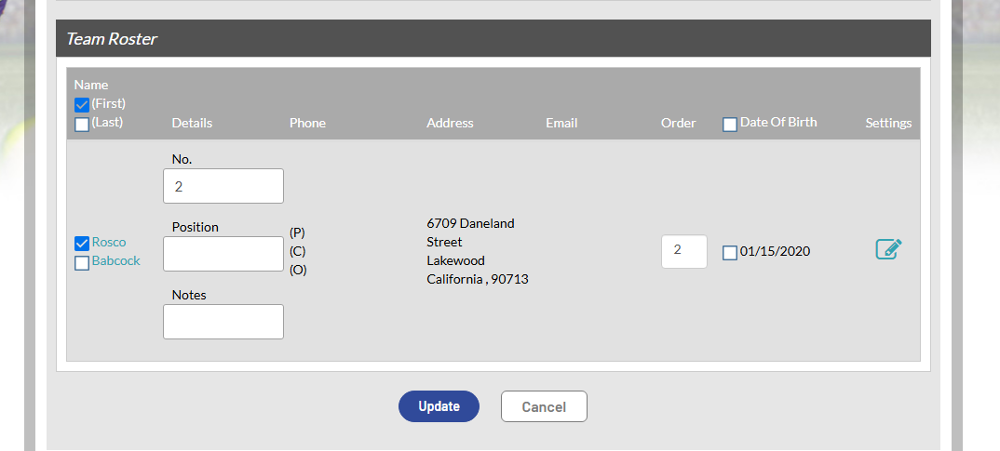 Team Roster
Name
(First)
(Last)
Details
Phone
Address
Email
Order
Date Of Birth
Settings
No.
2
Position
Notes
Rosco
Babcock
(P)
(C)
(O)
6709 Daneland
Street
Lakewood
California , 90713
2
01/15/2020
Update
Cancel